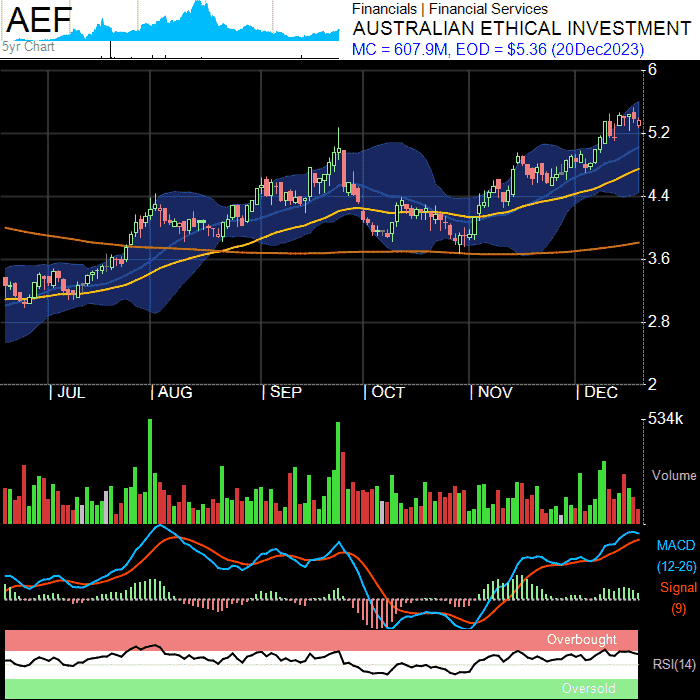 AEF
5yr Chart
Financials | Financial Services
AUSTRALIAN ETHICAL INVESTMENT
MC = 607.9M, EOD = $5.36 (20Dec2023)
6
5.2
4.4
3.6
2.8
2
| JUL | AUG | SEP | OCT | NOV | DEC
534k
Volume
MACD
(12-26)
Signal
(9)
Overbought
RSI(14)
Oversold